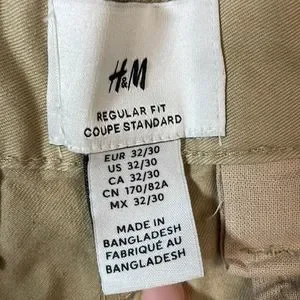 H&M
REGULAR FIT
COUPE STANDARD
EUR 32/30
US 32/30
CA 32/30
CN 170/82A
MX 32/30
MADE IN
BANGLADESH
FABRIQUÉ AU
BANGLADESH